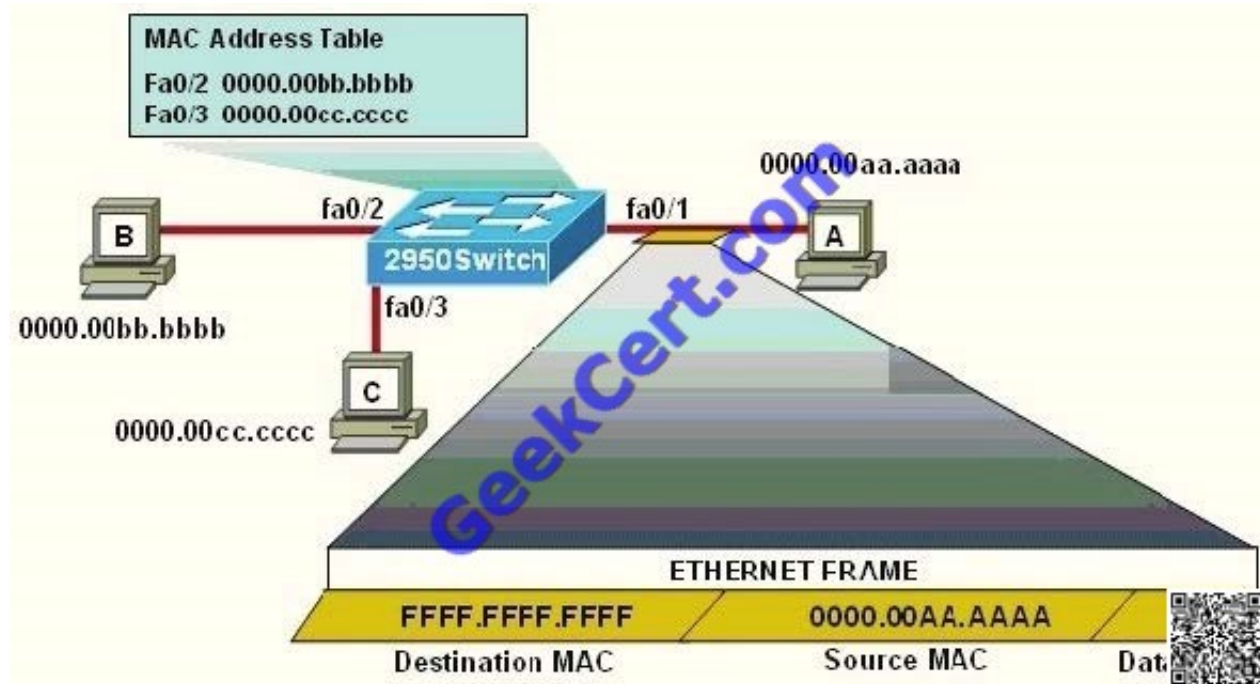 MAC Address Table
Fa0/2 0000.00bb.bbbb
Fa0/3 0000.00cc.cccc
0000.00aa.aaaa
fa0/2
fa0/1
B
A
2950Switch
0000.00bb.bbbb
fa0/3
C
0000.00cc.cccc
GeekCert.com
ETHERNET FRAME
FFFF.FFFF.FFFF 0000.00AA.AAAA
Destination MAC Source MAC Data